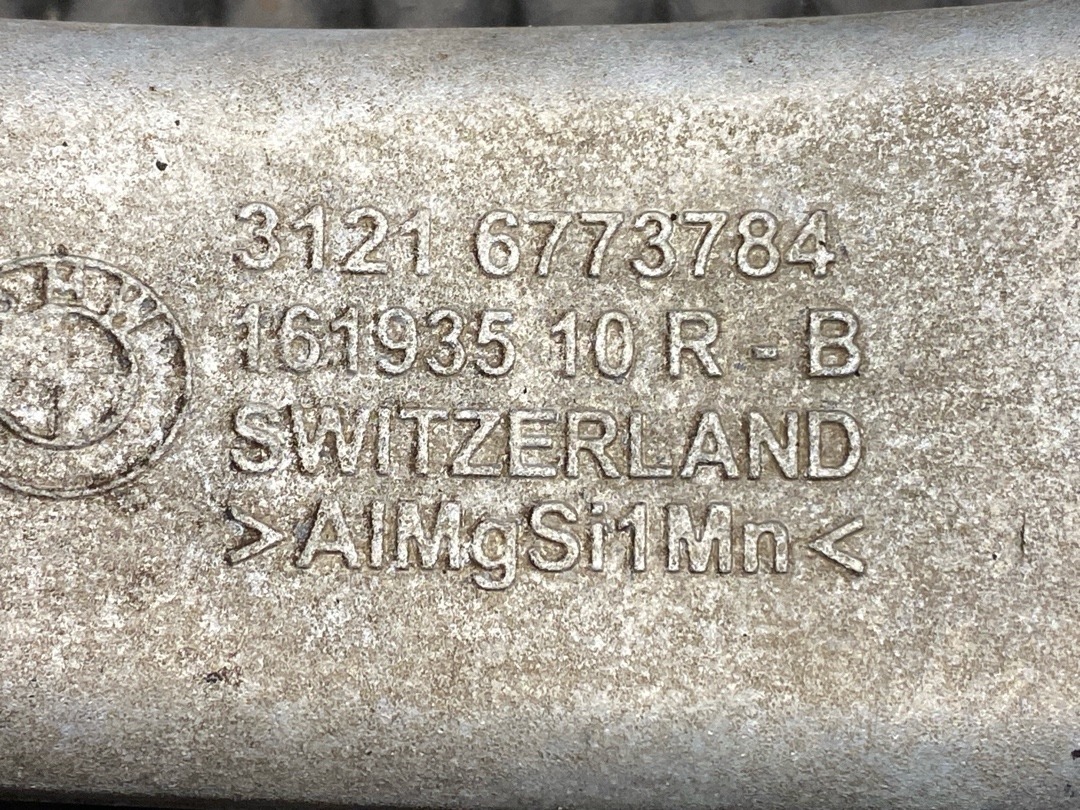 3121 6773784
161935 10 R - B
SWITZERLAND
>AlMgSi1Mn<